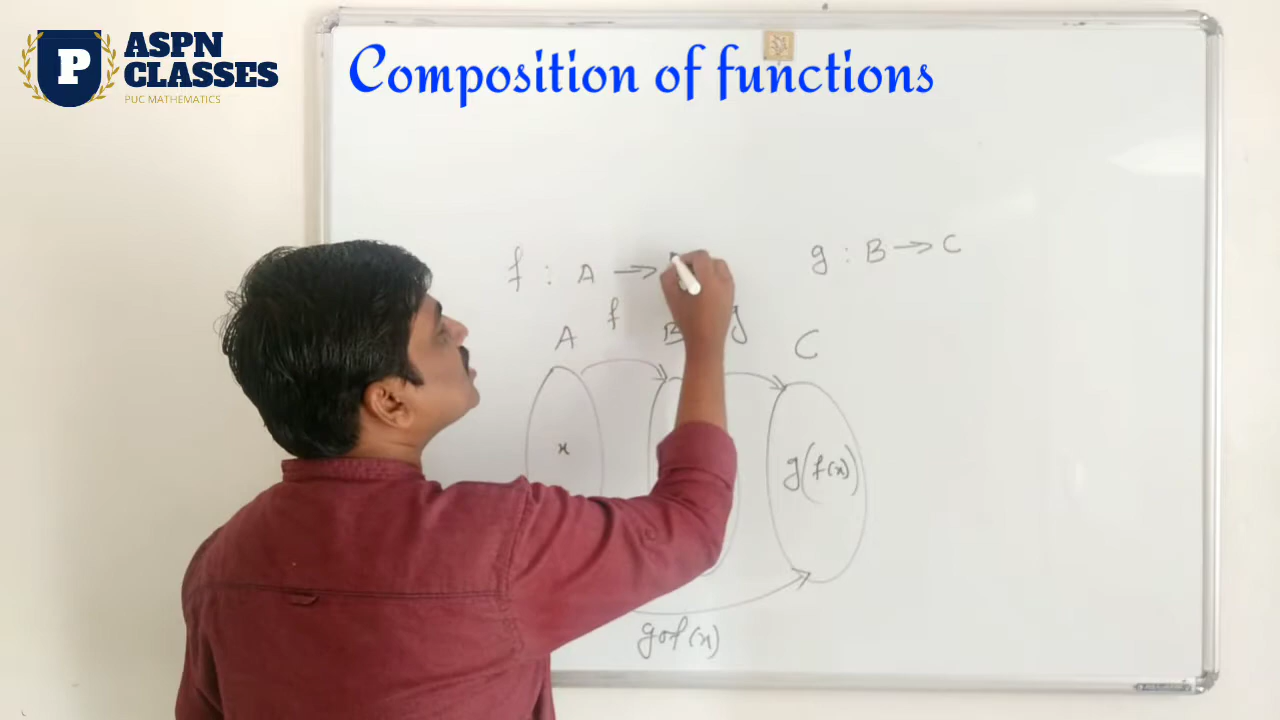 ASPN
CLASSES
PUC MATHEMATICS
Composition of functions
f : A →
g : B → C
f
g
A
B
C
x
g(f(x))
gof(x)